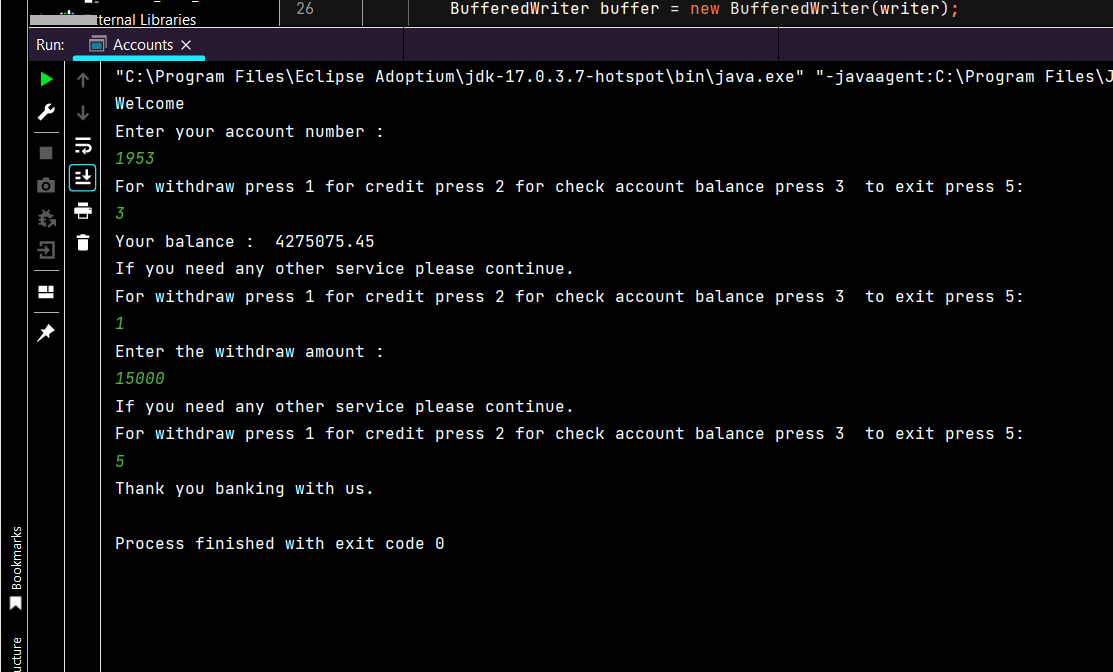 External Libraries
26 BufferedWriter buffer = new BufferedWriter(writer);
Run: Accounts
"C:\Program Files\Eclipse Adoptium\jdk-17.0.3.7-hotspot\bin\java.exe" "-javaagent:C:\Program Files\J
Welcome
Enter your account number :
1953
For withdraw press 1 for credit press 2 for check account balance press 3  to exit press 5:
3
Your balance :  4275075.45
If you need any other service please continue.
For withdraw press 1 for credit press 2 for check account balance press 3  to exit press 5:
1
Enter the withdraw amount :
15000
If you need any other service please continue.
For withdraw press 1 for credit press 2 for check account balance press 3  to exit press 5:
5
Thank you banking with us.
Process finished with exit code 0
Bookmarks
ucture